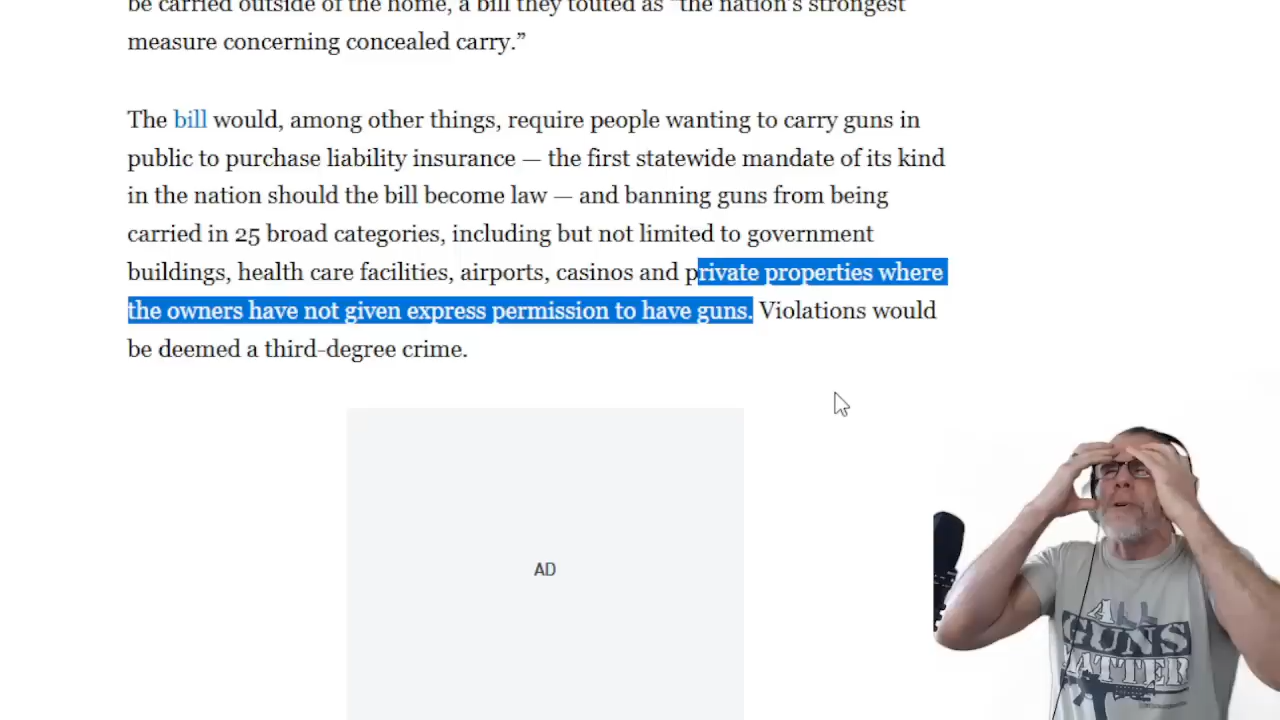 be carried outside of the home, a bill they touted as “the nation’s strongest
measure concerning concealed carry.”
The bill would, among other things, require people wanting to carry guns in
public to purchase liability insurance — the first statewide mandate of its kind
in the nation should the bill become law — and banning guns from being
carried in 25 broad categories, including but not limited to government
buildings, health care facilities, airports, casinos and private properties where
the owners have not given express permission to have guns. Violations would
be deemed a third-degree crime.
AD
ALL
GUNS
MATTER